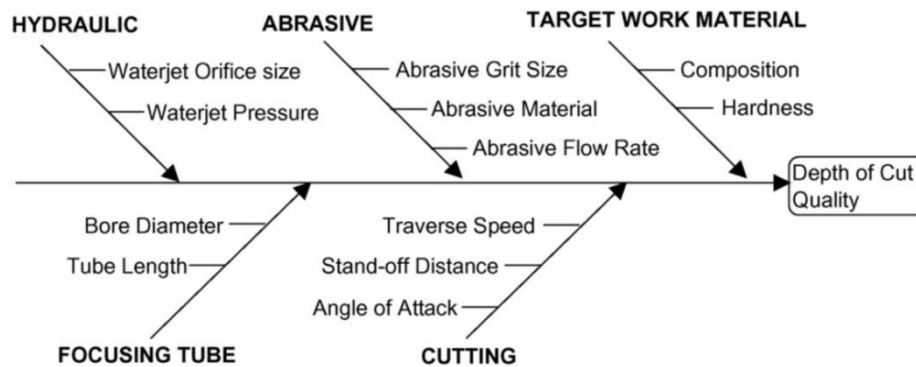 HYDRAULIC
ABRASIVE
TARGET WORK MATERIAL
Waterjet Orifice size
Waterjet Pressure
Abrasive Grit Size
Abrasive Material
Abrasive Flow Rate
Composition
Hardness
Depth of Cut
Quality
Bore Diameter
Tube Length
Traverse Speed
Stand-off Distance
Angle of Attack
FOCUSING TUBE
CUTTING